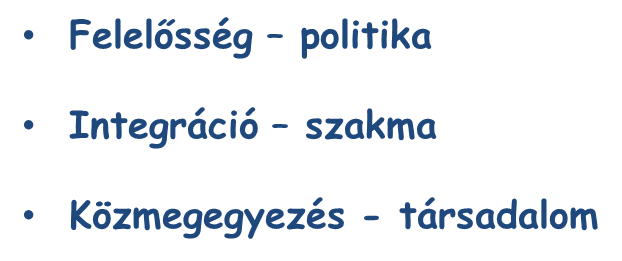 • Felelősség – politika
• Integráció – szakma
• Közmegegyezés - társadalom